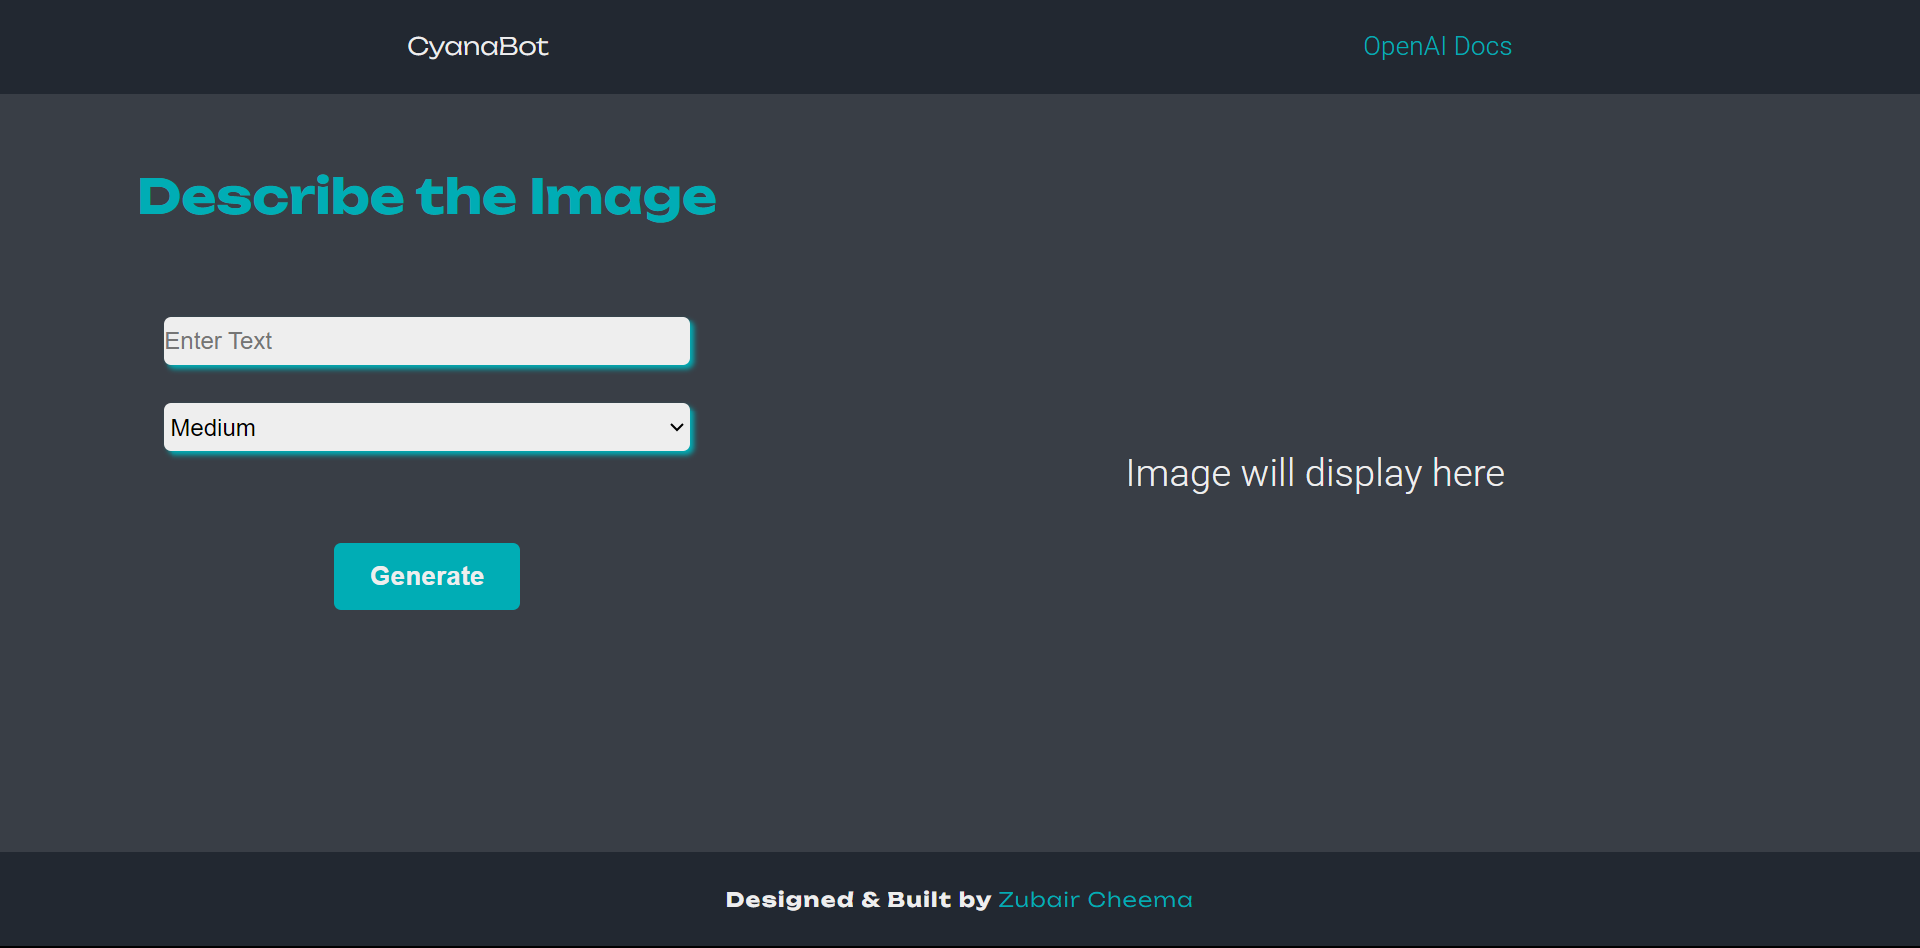 CyanaBot
OpenAI Docs
Describe the Image
Enter Text
Medium
Generate
Image will display here
Designed & Built by Zubair Cheema